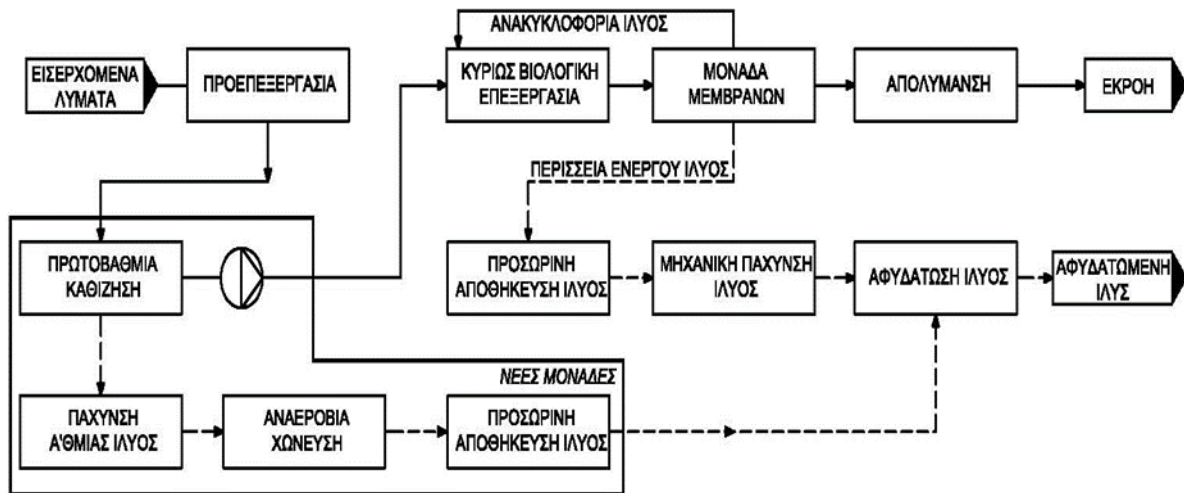 ΑΝΑΚΥΚΛΟΦΟΡΙΑ ΙΛΥΟΣ
ΕΙΣΕΡΧΟΜΕΝΑ
ΛΥΜΑΤΑ
ΠΡΟΕΠΕΞΕΡΓΑΣΙΑ
ΚΥΡΙΩΣ ΒΙΟΛΟΓΙΚΗ
ΕΠΕΞΕΡΓΑΣΙΑ
ΜΟΝΑΔΑ
ΜΕΜΒΡΑΝΩΝ
ΑΠΟΛΥΜΑΝΣΗ
ΕΚΡΟΗ
ΠΕΡΙΣΣΕΙΑ ΕΝΕΡΓΟΥ ΙΛΥΟΣ
ΠΡΩΤΟΒΑΘΜΙΑ
ΚΑΘΙΖΗΣΗ
ΠΡΟΣΩΡΙΝΗ
ΑΠΟΘΗΚΕΥΣΗ ΙΛΥΟΣ
ΜΗΧΑΝΙΚΗ ΠΑΧΥΝΣΗ
ΙΛΥΟΣ
ΑΦΥΔΑΤΩΣΗ ΙΛΥΟΣ
ΑΦΥΔΑΤΩΜΕΝΗ
ΙΛΥΣ
ΝΕΕΣ ΜΟΝΑΔΕΣ
ΠΑΧΥΝΣΗ
Α'ΘΜΙΑΣ ΙΛΥΟΣ
ΑΝΑΕΡΟΒΙΑ
ΧΩΝΕΥΣΗ
ΠΡΟΣΩΡΙΝΗ
ΑΠΟΘΗΚΕΥΣΗ ΙΛΥΟΣ